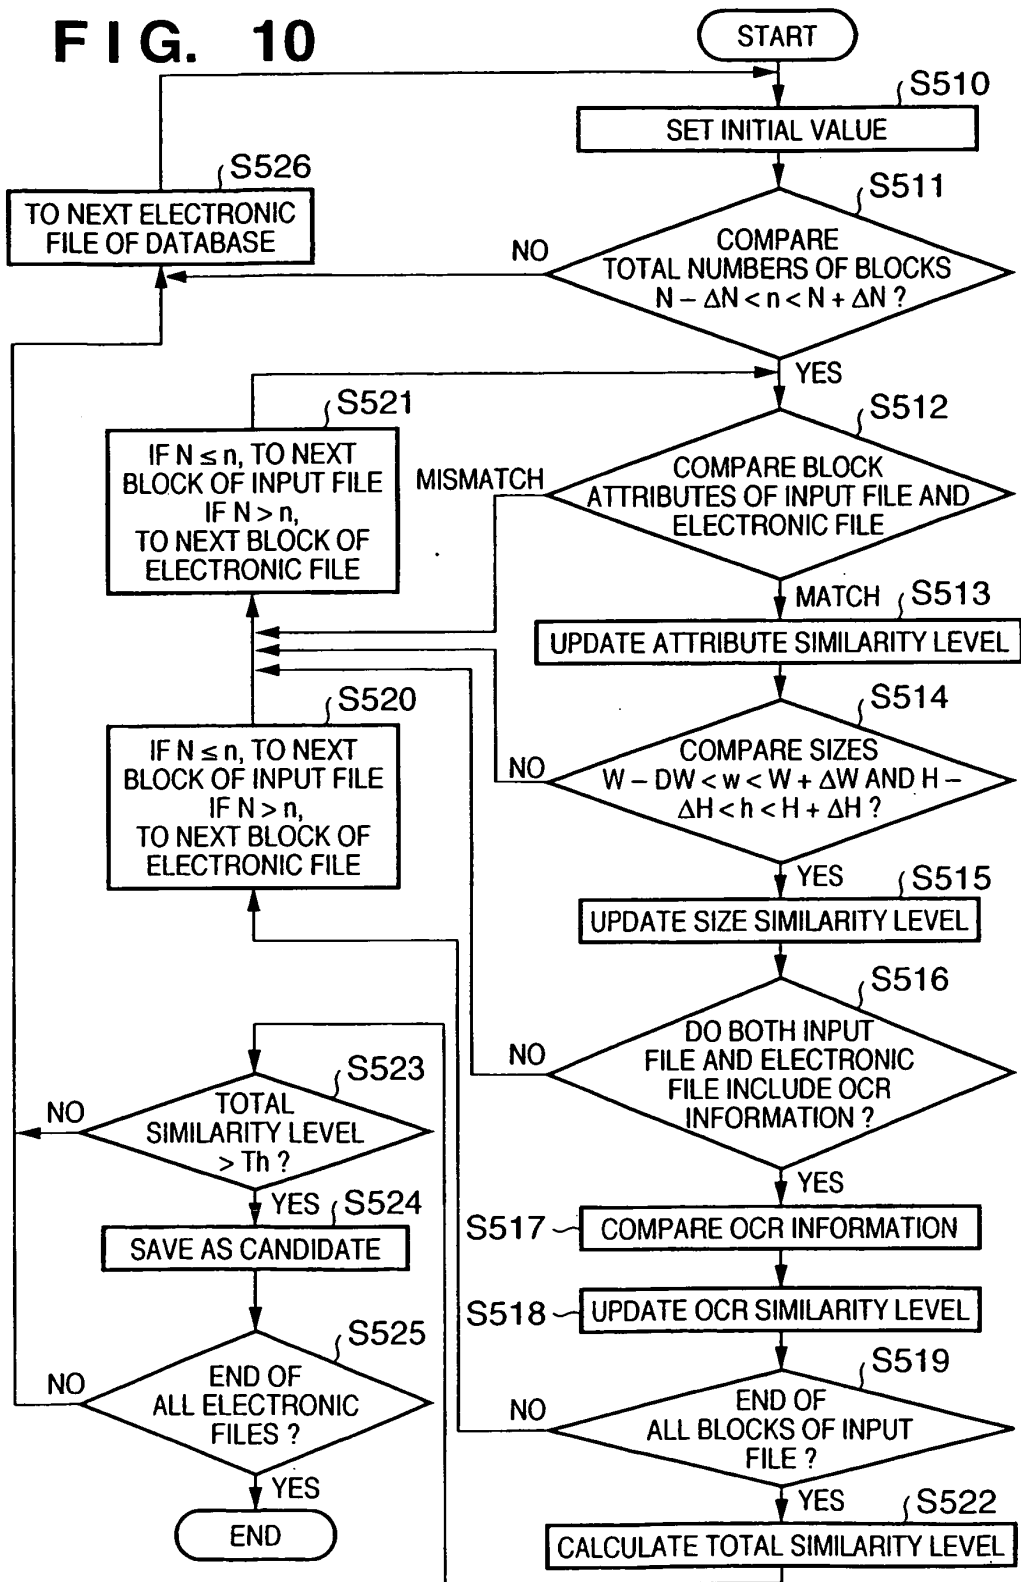 FIG. 10
START
S510
SET INITIAL VALUE
S526
TO NEXT ELECTRONIC
FILE OF DATABASE
S511
COMPARE
TOTAL NUMBERS OF BLOCKS
N – ΔN < n < N + ΔN ?
NO
YES
S521
IF N ≤ n, TO NEXT
BLOCK OF INPUT FILE
IF N > n,
TO NEXT BLOCK OF
ELECTRONIC FILE
S512
COMPARE BLOCK
ATTRIBUTES OF INPUT FILE AND
ELECTRONIC FILE
MISMATCH
MATCH
S513
UPDATE ATTRIBUTE SIMILARITY LEVEL
S520
IF N ≤ n, TO NEXT
BLOCK OF INPUT FILE
IF N > n,
TO NEXT BLOCK OF
ELECTRONIC FILE
S514
COMPARE SIZES
W – DW < w < W + ΔW AND H –
ΔH < h < H + ΔH ?
NO
YES
S515
UPDATE SIZE SIMILARITY LEVEL
S516
DO BOTH INPUT
FILE AND ELECTRONIC
FILE INCLUDE OCR
INFORMATION ?
NO
YES
S523
TOTAL
SIMILARITY LEVEL
> Th ?
NO
YES
S524
SAVE AS CANDIDATE
S517
COMPARE OCR INFORMATION
S518
UPDATE OCR SIMILARITY LEVEL
S525
END OF
ALL ELECTRONIC
FILES ?
NO
YES
END
S519
END OF
ALL BLOCKS OF INPUT
FILE ?
NO
YES
S522
CALCULATE TOTAL SIMILARITY LEVEL